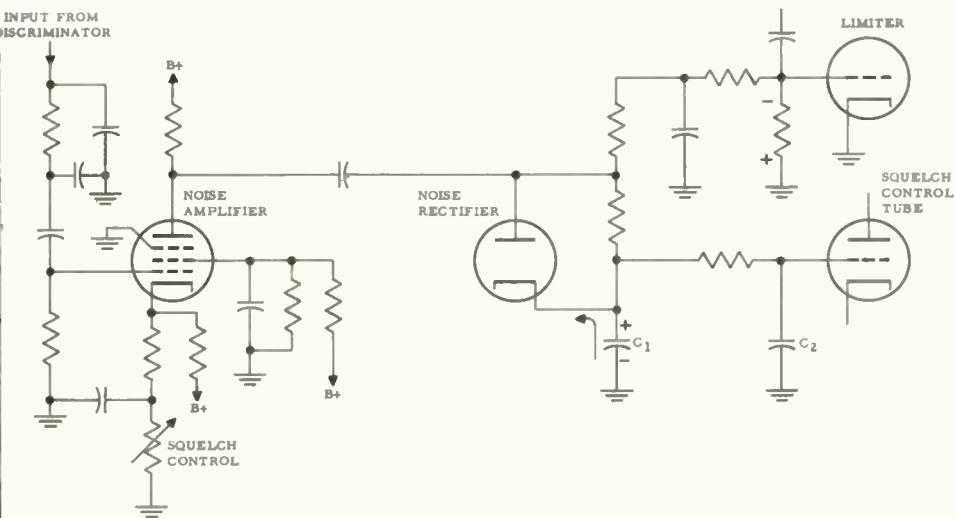 INPUT FROM
DISCRIMINATOR
B+
NOISE
AMPLIFIER
B+
B+
SQUELCH
CONTROL
NOISE
RECTIFIER
+
C1
-
LIMITER
-
+
SQUELCH
CONTROL
TUBE
C2